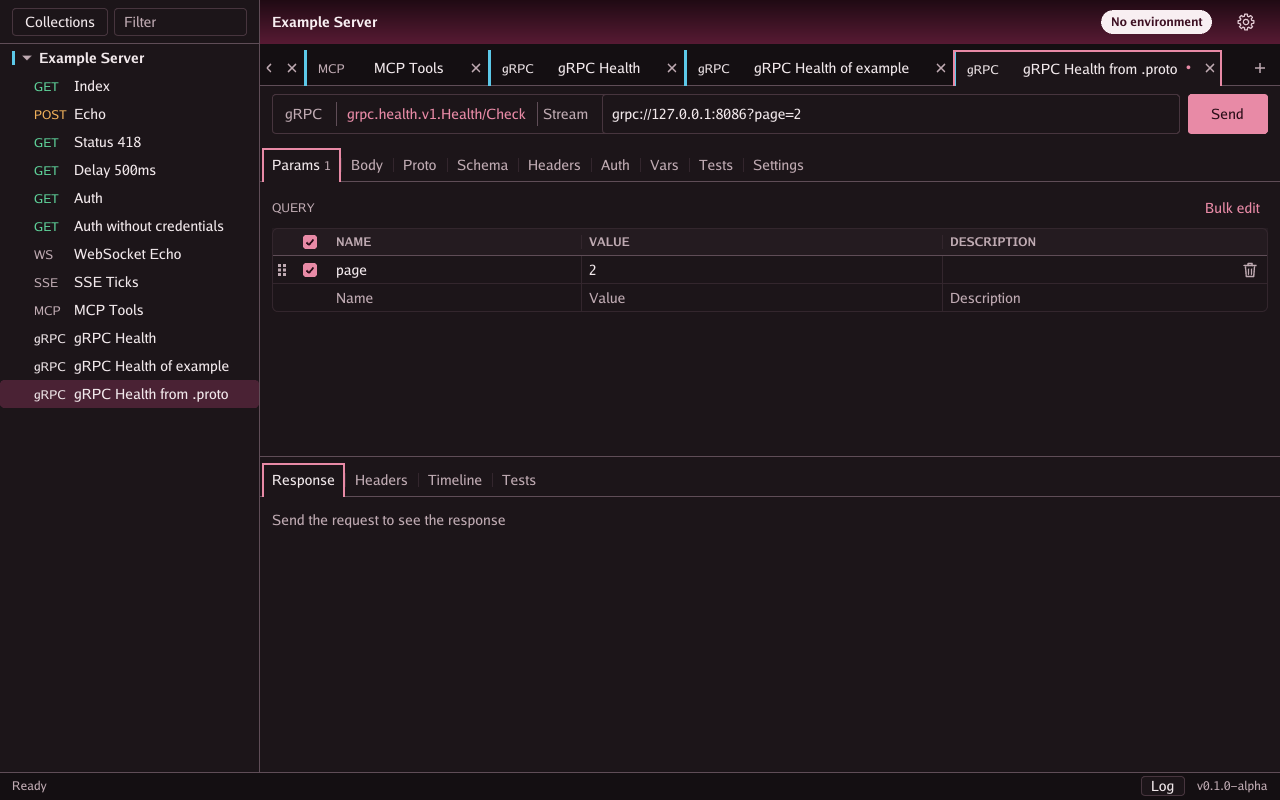 Collections
Filter
Example Server
No environment
Example Server
GET Index
POST Echo
GET Status 418
GET Delay 500ms
GET Auth
GET Auth without credentials
WS WebSocket Echo
SSE SSE Ticks
MCP MCP Tools
gRPC gRPC Health
gRPC gRPC Health of example
gRPC gRPC Health from .proto
MCP MCP Tools
gRPC gRPC Health
gRPC gRPC Health of example
gRPC gRPC Health from .proto
gRPC grpc.health.v1.Health/Check Stream grpc://127.0.0.1:8086?page=2 Send
Params 1 Body Proto Schema Headers Auth Vars Tests Settings
QUERY Bulk edit
NAME VALUE DESCRIPTION
page 2
Name Value Description
Response Headers Timeline Tests
Send the request to see the response
Ready Log v0.1.0-alpha